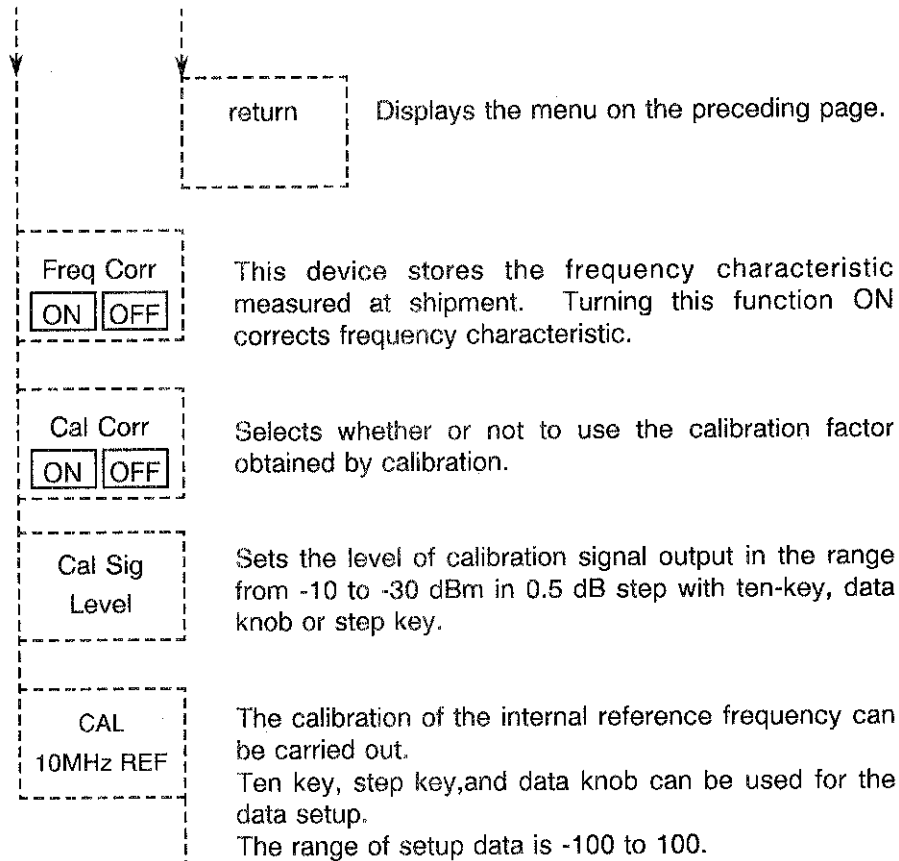 return
Displays the menu on the preceding page.
Freq Corr
ON OFF
This device stores the frequency characteristic
measured at shipment. Turning this function ON
corrects frequency characteristic.
Cal Corr
ON OFF
Selects whether or not to use the calibration factor
obtained by calibration.
Cal Sig
Level
Sets the level of calibration signal output in the range
from -10 to -30 dBm in 0.5 dB step with ten-key, data
knob or step key.
CAL
10MHz REF
The calibration of the internal reference frequency can
be carried out.
Ten key, step key,and data knob can be used for the
data setup.
The range of setup data is -100 to 100.